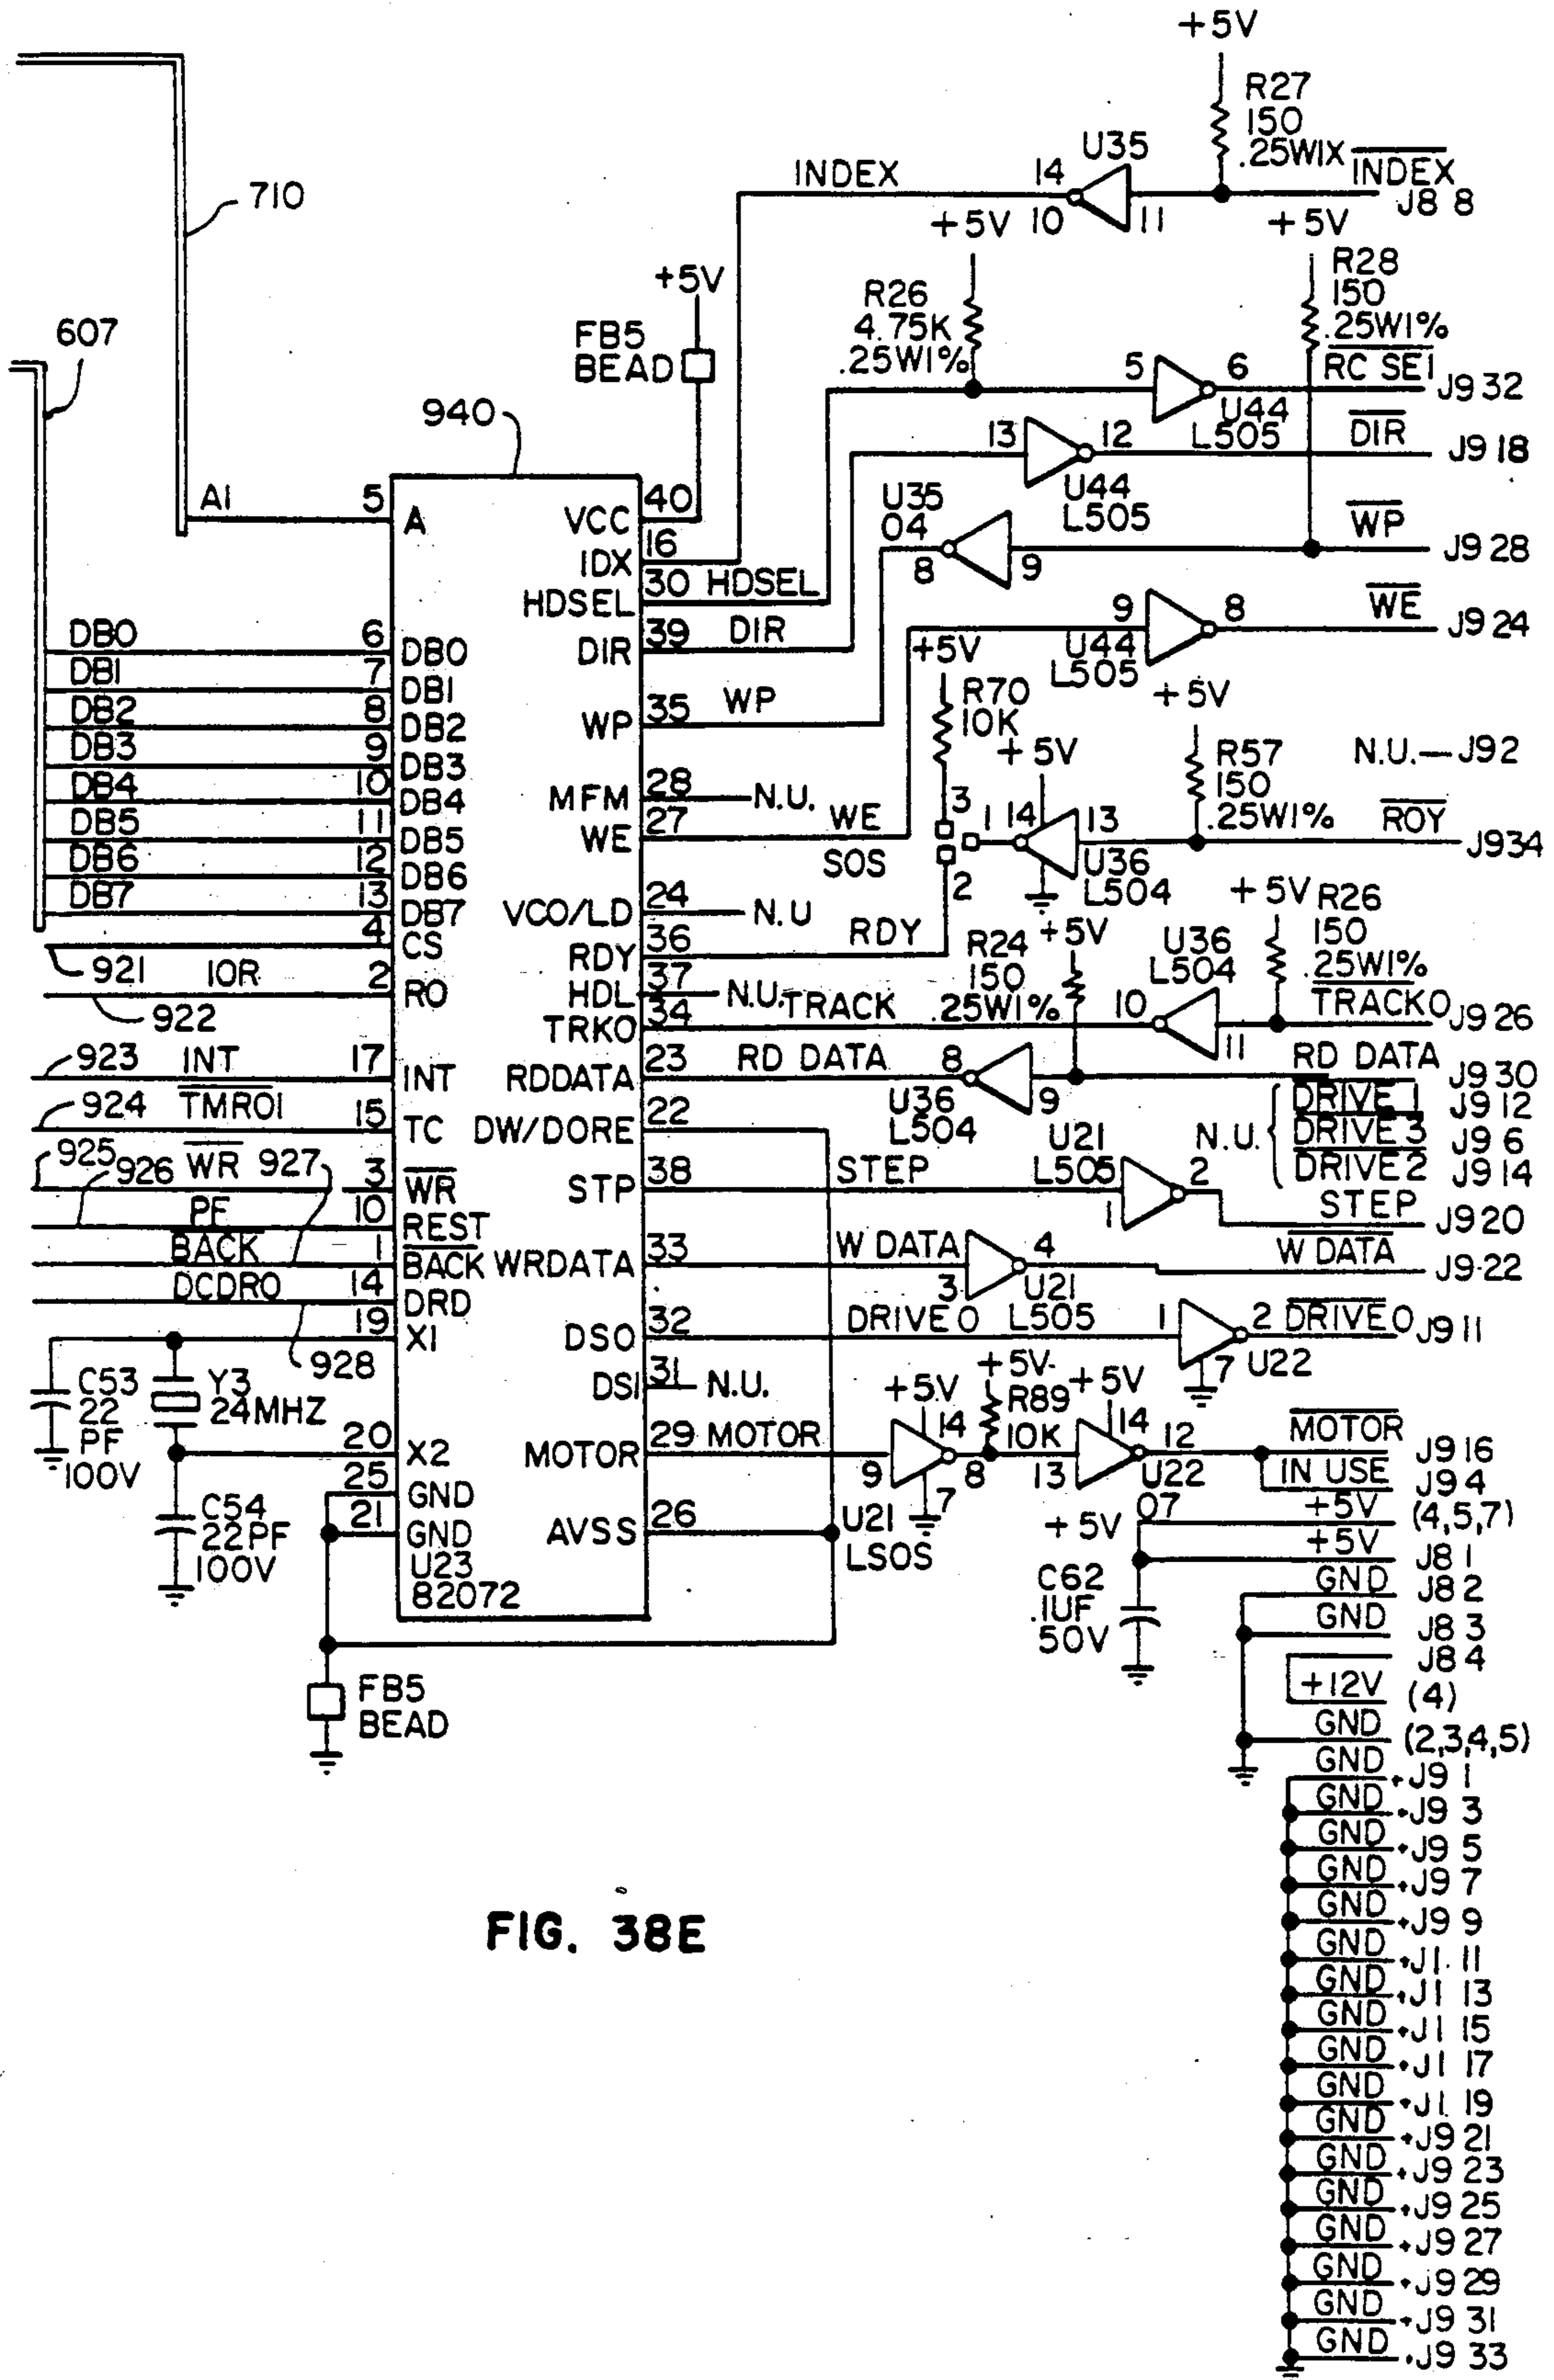 +5V
R27
150
.25W1X
INDEX
J8 8
U35
14
10
11
INDEX
710
+5V
+5V
R28
150
.25W1%
R26
4.75K
.25W1%
+5V
FB5
BEAD
607
5
6
RC SEl
J9 32
U44
L505
940
13
12
DIR
J9 18
U44
L505
U35
04
8
9
WP
J9 28
A1
5
A
VCC
40
IDX
16
HDSEL
30
HDSEL
DIR
39
DIR
9
8
WE
J9 24
U44
L505
DB0
6
DB0
DB1
7
DB1
DB2
8
DB2
DB3
9
DB3
DB4
10
DB4
DB5
11
DB5
DB6
12
DB6
DB7
13
DB7
WP
35
WP
+5V
R70
10K
+5V
+5V
R57
150
.25W1%
N.U.—J92
MFM
28
N.U.
WE
27
WE
SOS
3
1
2
14
13
U36
L504
ROY
J934
VCO/LD
24
N.U
RDY
36
RDY
4
CS
921
IOR
2
RO
922
HDL
37
N.U.
TRKO
34
TRACK
R24
150
.25W1%
+5V
U36
L504
10
11
+5V
R26
150
.25W1%
TRACKO
J9 26
923
INT
17
INT
RDDATA
23
RD DATA
8
9
U36
L504
RD DATA
J9 30
924
TMRO1
15
TC
DW/DORE
22
N.U.
DRIVE 1
J9 12
DRIVE 3
J9 6
DRIVE 2
J9 14
925
926
WR
927
3
WR
STP
38
STEP
U21
L505
1
2
STEP
J9 20
PF
10
REST
BACK
1
BACK
WRDATA
33
W DATA
3
4
U21
L505
W DATA
J9·22
DCDRO
14
DRD
928
19
X1
DSO
32
DRIVE O
1
2
7
U22
DRIVE O
J9 11
C53
22
PF
100V
Y3
24MHZ
DSI
31
N.U.
20
X2
MOTOR
29
MOTOR
+5V
14
9
8
7
U21
LSOS
+5V
R89
10K
+5V
14
13
12
U22
07
MOTOR
J9 16
IN USE
J9 4
25
GND
21
GND
U23
82072
C54
22PF
100V
AVSS
26
+5V
+5V
(4,5,7)
+5V
J8 1
C62
.1UF
50V
GND
J8 2
GND
J8 3
J8 4
+12V
(4)
GND
(2,3,4,5)
FB5
BEAD
GND
J9 1
GND
J9 3
GND
J9 5
GND
J9 7
GND
J9 9
GND
J1 11
GND
J1 13
GND
J1 15
GND
J1 17
GND
J1 19
GND
J9 21
GND
J9 23
GND
J9 25
GND
J9 27
GND
J9 29
GND
J9 31
GND
J9 33
FIG. 38E